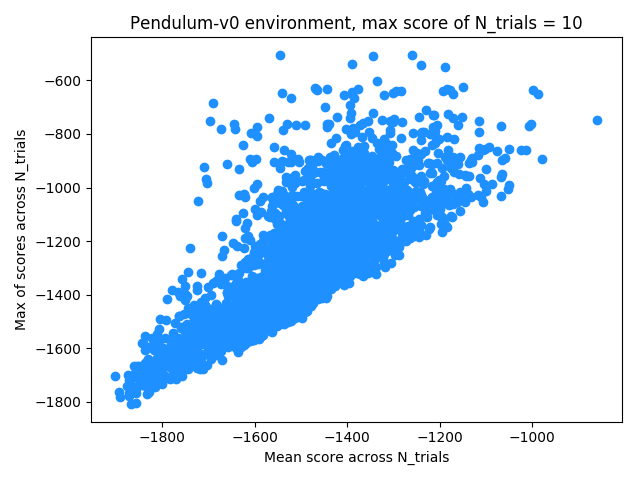 Pendulum-v0 environment, max score of N_trials = 10
Max of scores across N_trials
−600
−800
−1000
−1200
−1400
−1600
−1800
−1800 −1600 −1400 −1200 −1000
Mean score across N_trials